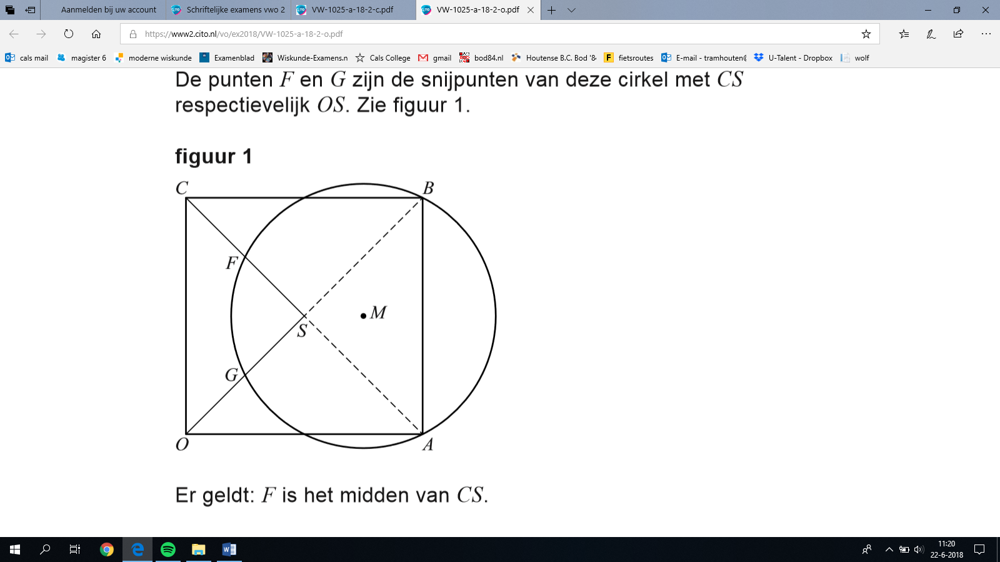 Aanmelden bij uw account
Schriftelijke examens vwo 2
VW-1025-a-18-2-c.pdf
VW-1025-a-18-2-o.pdf
https://www2.cito.nl/vo/ex2018/VW-1025-a-18-2-o.pdf
cals mail
magister 6
moderne wiskunde
Examenblad
Wiskunde-Examens.n
Cals College
gmail
bod84.nl
Houtense B.C. Bod '84
fietsroutes
E-mail - tramhouten@
U-Talent - Dropbox
wolf
De punten F en G zijn de snijpunten van deze cirkel met CS
respectievelijk OS. Zie figuur 1.
figuur 1
C
B
F
M
S
G
O
A
Er geldt: F is het midden van CS.
11:20
22-6-2018